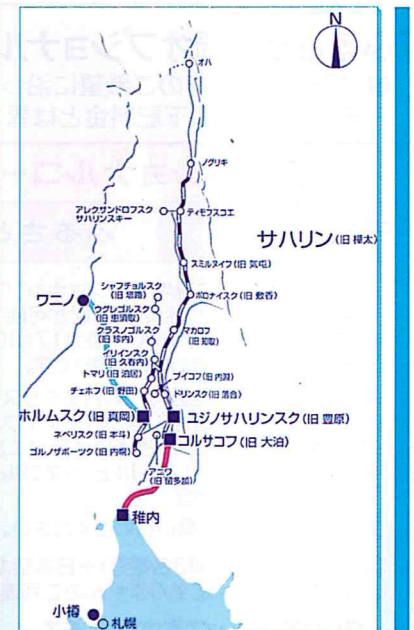 N
オハ
ノグリキ
アレクサンドロフスク
サハリンスキー
ティモフスコエ
サハリン(旧 樺太)
スミルヌイフ(旧 気屯)
ワニノ
シャフチョルスク
(旧 塔路)
ポロナイスク(旧 敷香)
ウグレゴルスク
(旧 恵須取)
クラスノゴルスク
(旧 珍内)
マカロフ
(旧 知取)
イリインスク
(旧 久春内)
トマリ(旧 泊居)
ブイコフ(旧 内淵)
チェホフ(旧 野田)
ドリンスク(旧 落合)
ホルムスク(旧 真岡)
ユジノサハリンスク(旧 豊原)
ネベリスク(旧 本斗)
コルサコフ(旧 大泊)
ゴルノザボーツク(旧 内幌)
アニワ
(旧 留多加)
稚内
小樽
札幌